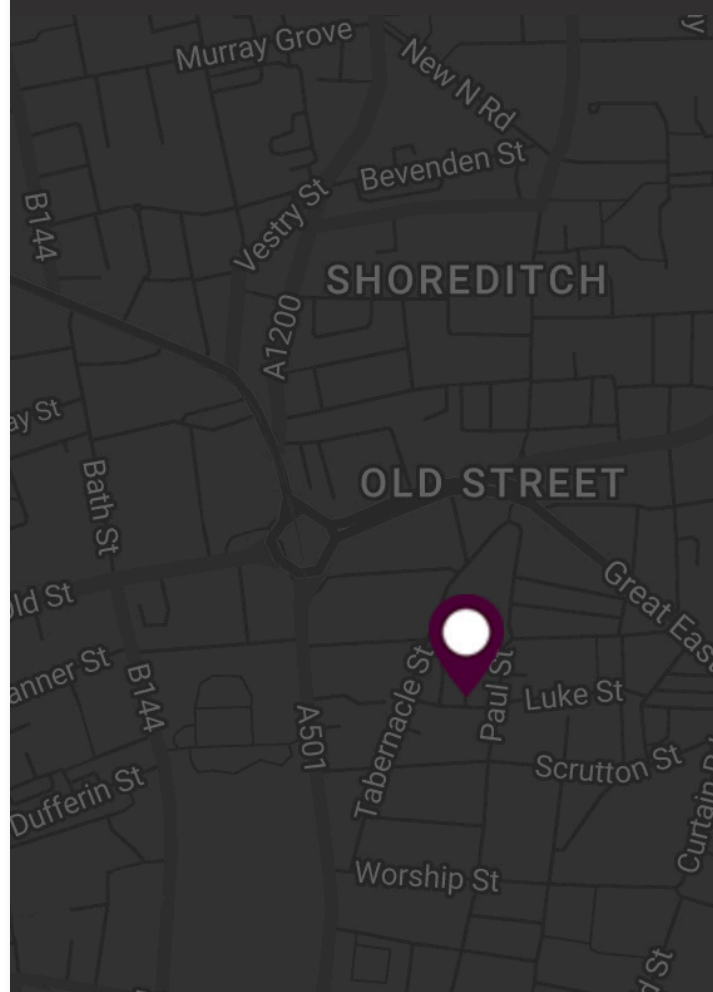 Murray Grove
New N Rd
Bevenden St
B144
Vestry St
SHOREDITCH
A1200
ay St
OLD STREET
Bath St
Old St
Great East
anner St
Tabernacle St
Paul St
Luke St
B144
A501
Scrutton St
Dufferin St
Curtain
Worship St
d St